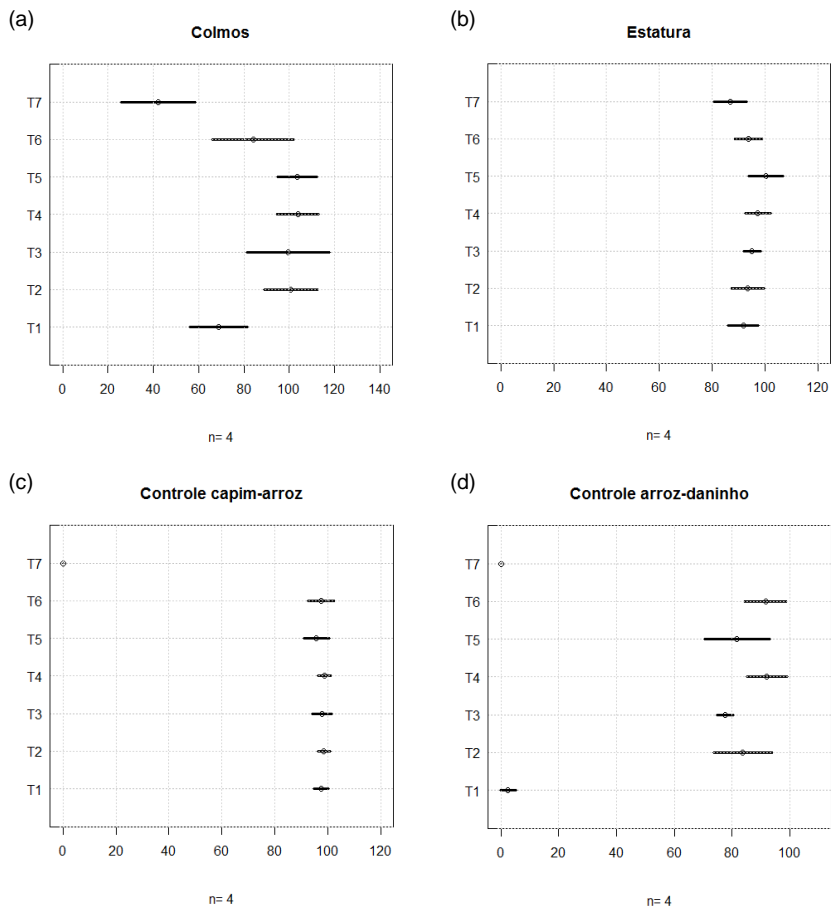 (a)
Colmos
T7
T6
T5
T4
T3
T2
T1
0 20 40 60 80 100 120 140
n= 4
(b)
Estatura
T7
T6
T5
T4
T3
T2
T1
0 20 40 60 80 100 120
n= 4
(c)
Controle capim-arroz
T7
T6
T5
T4
T3
T2
T1
0 20 40 60 80 100 120
n= 4
(d)
Controle arroz-daninho
T7
T6
T5
T4
T3
T2
T1
0 20 40 60 80 100
n= 4